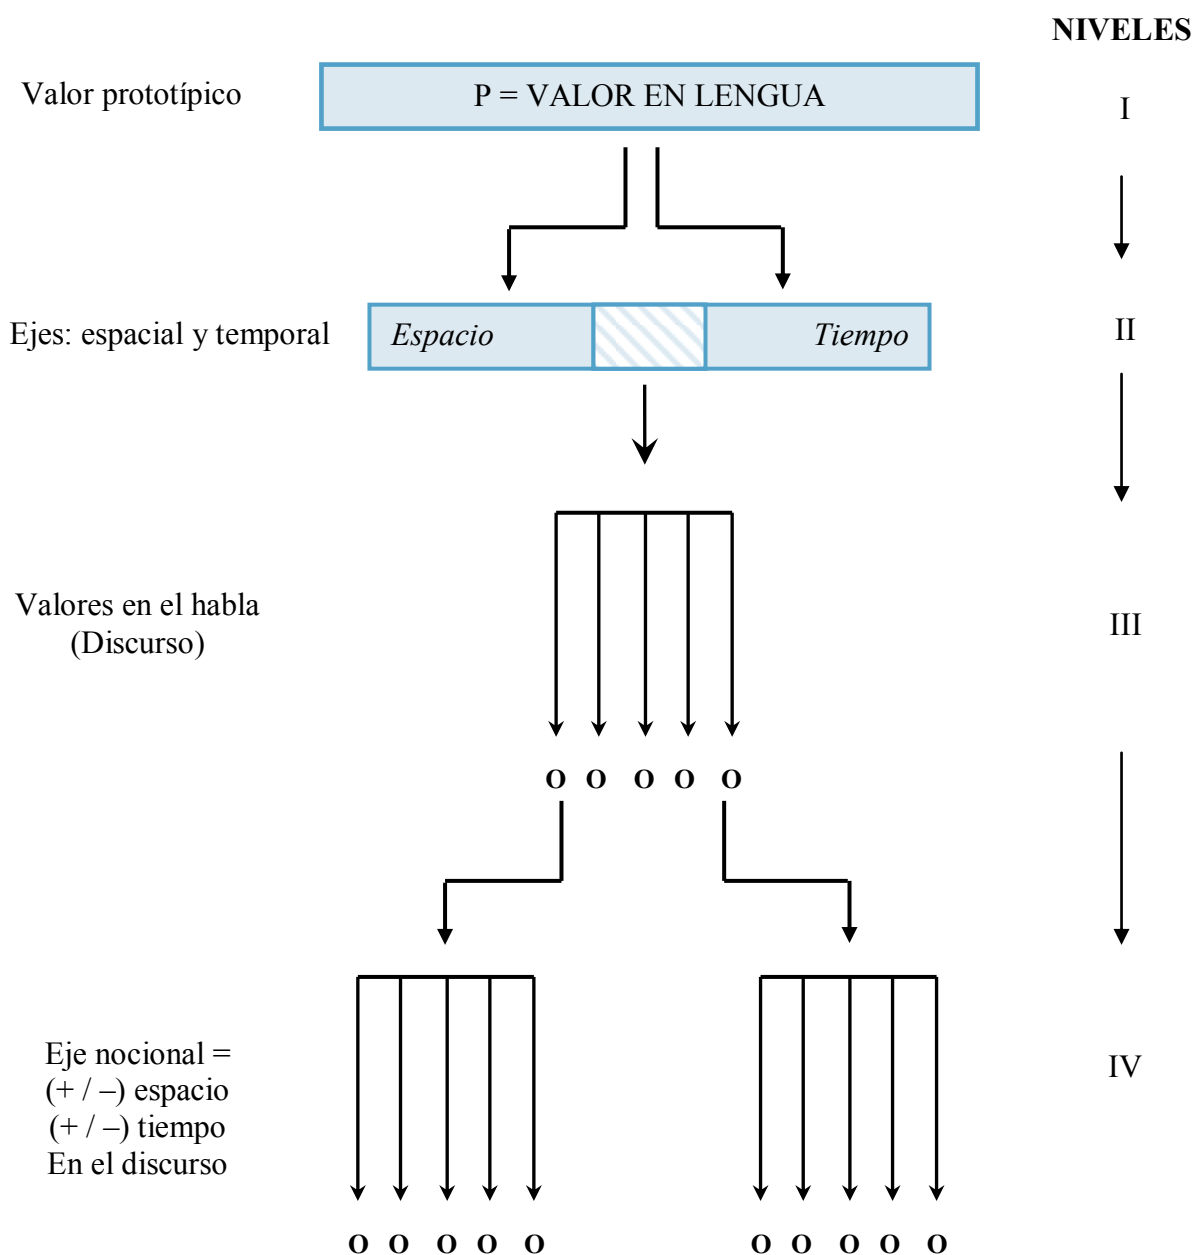 NIVELES
Valor prototípico
P = VALOR EN LENGUA
I
Ejes: espacial y temporal
Espacio
Tiempo
II
Valores en el habla
(Discurso)
III
O O O O O
Eje nocional =
(+ / –) espacio
(+ / –) tiempo
En el discurso
IV
O O O O O
O O O O O